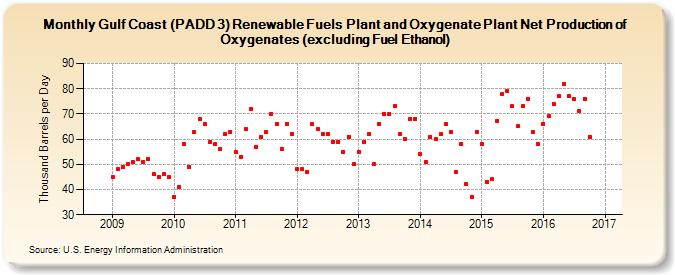 Monthly Gulf Coast (PADD 3) Renewable Fuels Plant and Oxygenate Plant Net Production of
Oxygenates (excluding Fuel Ethanol)
Thousand Barrels per Day
90
80
70
60
50
40
30
2009 2010 2011 2012 2013 2014 2015 2016 2017
Source: U.S. Energy Information Administration